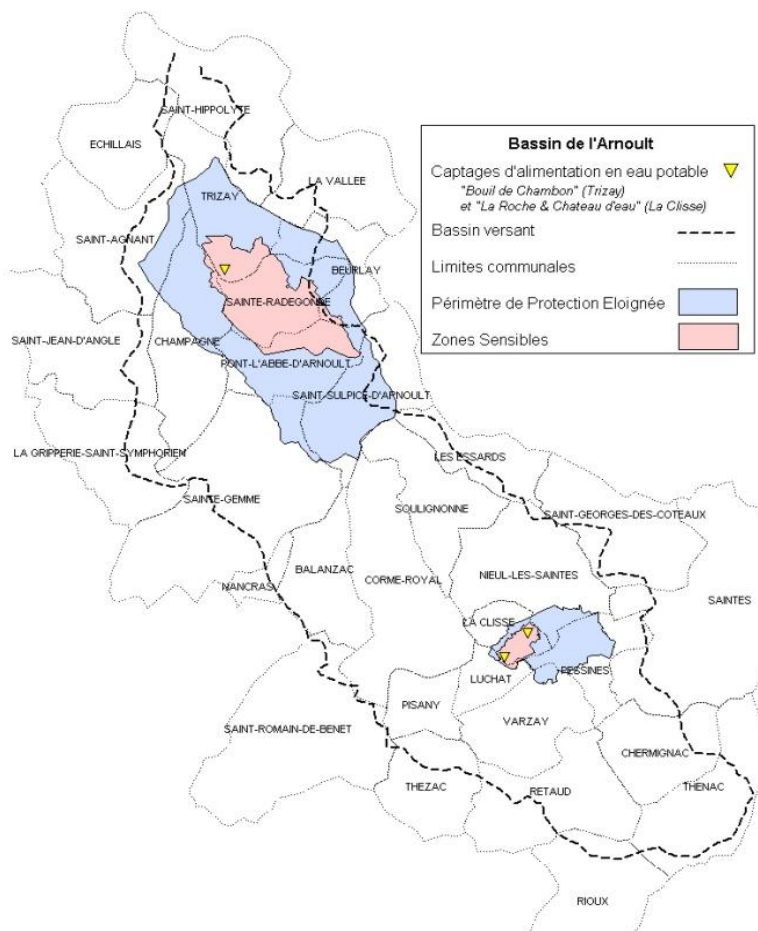 SAINT-HIPPOLYTE
ECHILLAIS
LA VALLEE
TRIZAY
SAINT-AGNANT
BEURLAY
SAINTE-RADEGONDE
SAINT-JEAN-D'ANGLE
CHAMPAGNE
PONT-L'ABBE-D'ARNOULT
SAINT-SULPICE-D'ARNOULT
LA GRIPPERIE-SAINT-SYMPHORIEN
LES ESSARDS
SAINTE-GEMME
SOULIGNONNE
SAINT-GEORGES-DES-COTEAUX
BALANZAC
NIEUL-LES-SAINTES
CORME-ROYAL
NANCRAS
SAINTES
LA CLISSE
PESSINES
LUCHAT
PISANY
VARZAY
SAINT-ROMAIN-DE-BENET
CHERMIGNAC
THEZAC
RETAUD
THENAC
RIOUX
Bassin de l'Arnoult
Captages d'alimentation en eau potable
"Bouil de Chambon" (Trizay)
et "La Roche & Chateau d'eau" (La Clisse)
Bassin versant
Limites communales
Périmètre de Protection Eloignée
Zones Sensibles